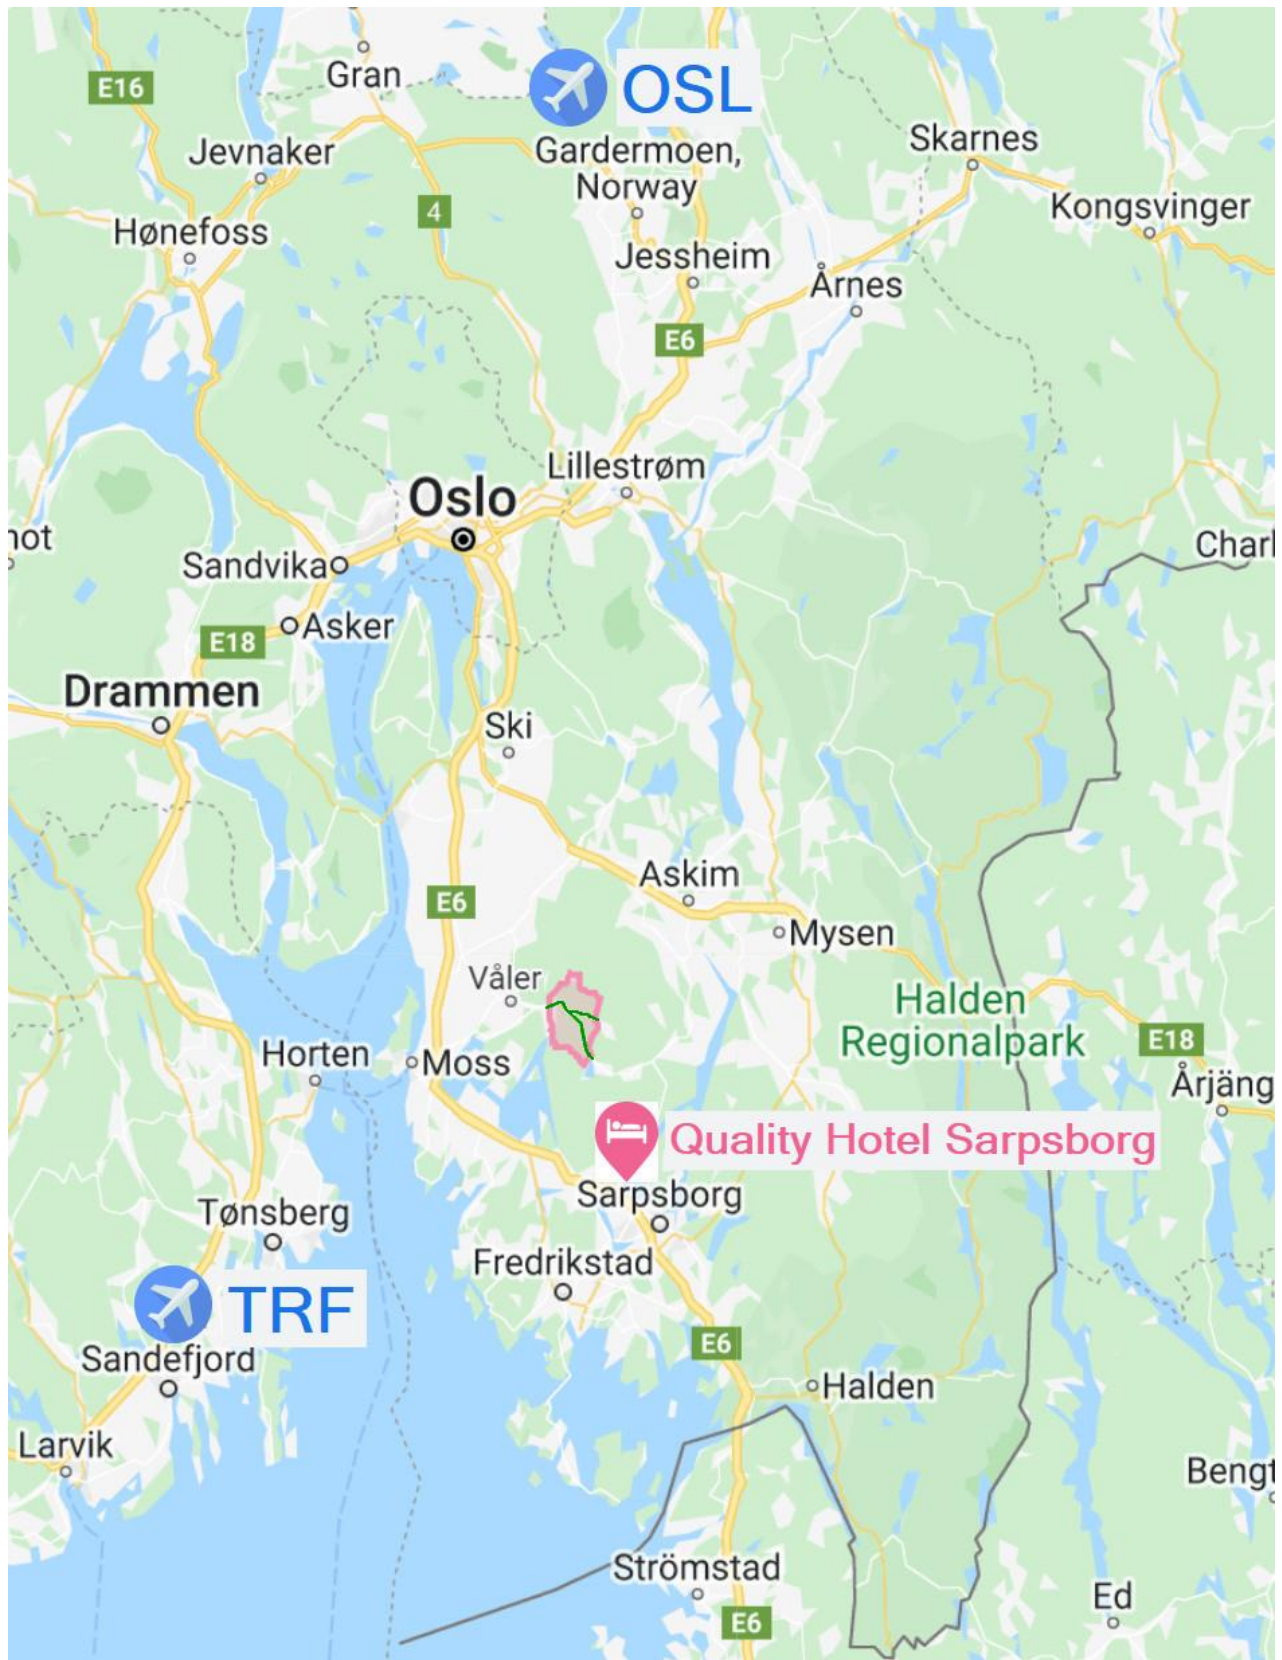 Gran
OSL
E16
Gardermoen,
Norway
Skarnes
Jevnaker
4
Kongsvinger
Hønefoss
Jessheim
Årnes
E6
Lillestrøm
Oslo
Sandvika
Asker
E18
Drammen
Ski
Askim
E6
Mysen
Våler
Halden
Regionalpark
E18
Horten
Moss
Årjäng
Quality Hotel Sarpsborg
Sarpsborg
Tønsberg
Fredrikstad
TRF
E6
Sandefjord
Halden
Larvik
Strömstad
Ed
E6